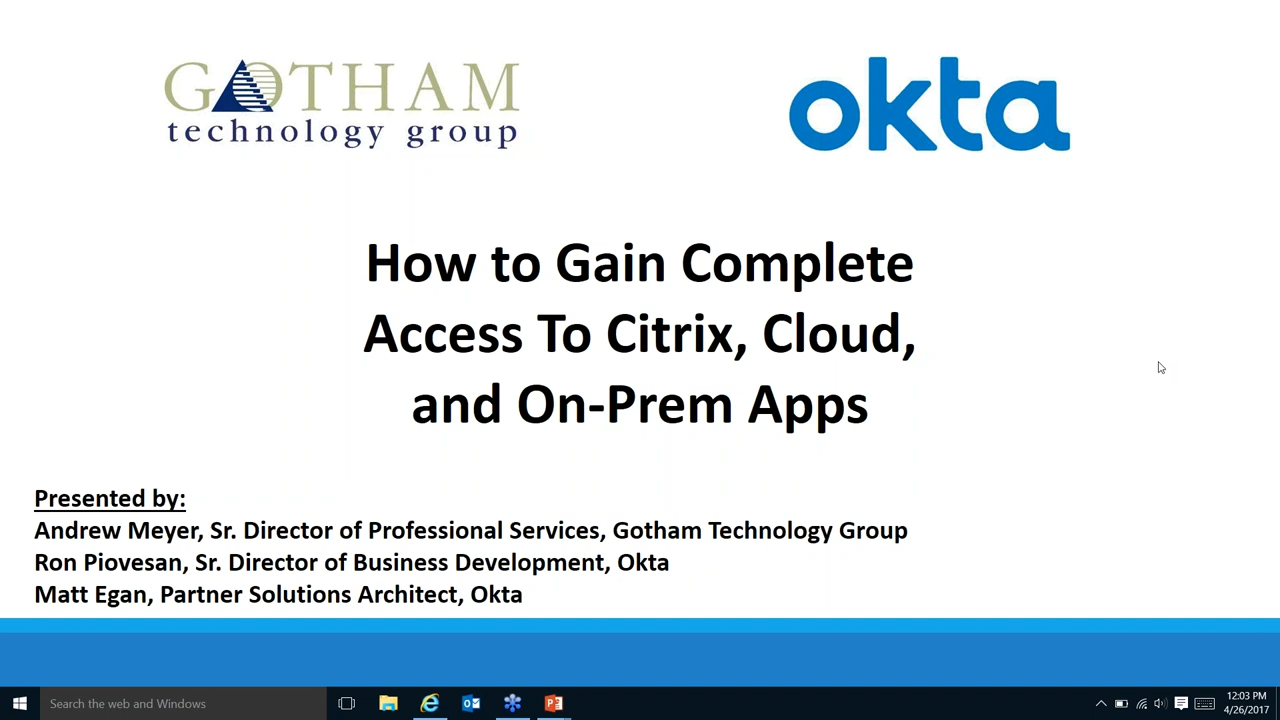 GOTHAM
technology group
okta
How to Gain Complete
Access To Citrix, Cloud,
and On-Prem Apps
Presented by:
Andrew Meyer, Sr. Director of Professional Services, Gotham Technology Group
Ron Piovesan, Sr. Director of Business Development, Okta
Matt Egan, Partner Solutions Architect, Okta
Search the web and Windows
12:03 PM
4/26/2017